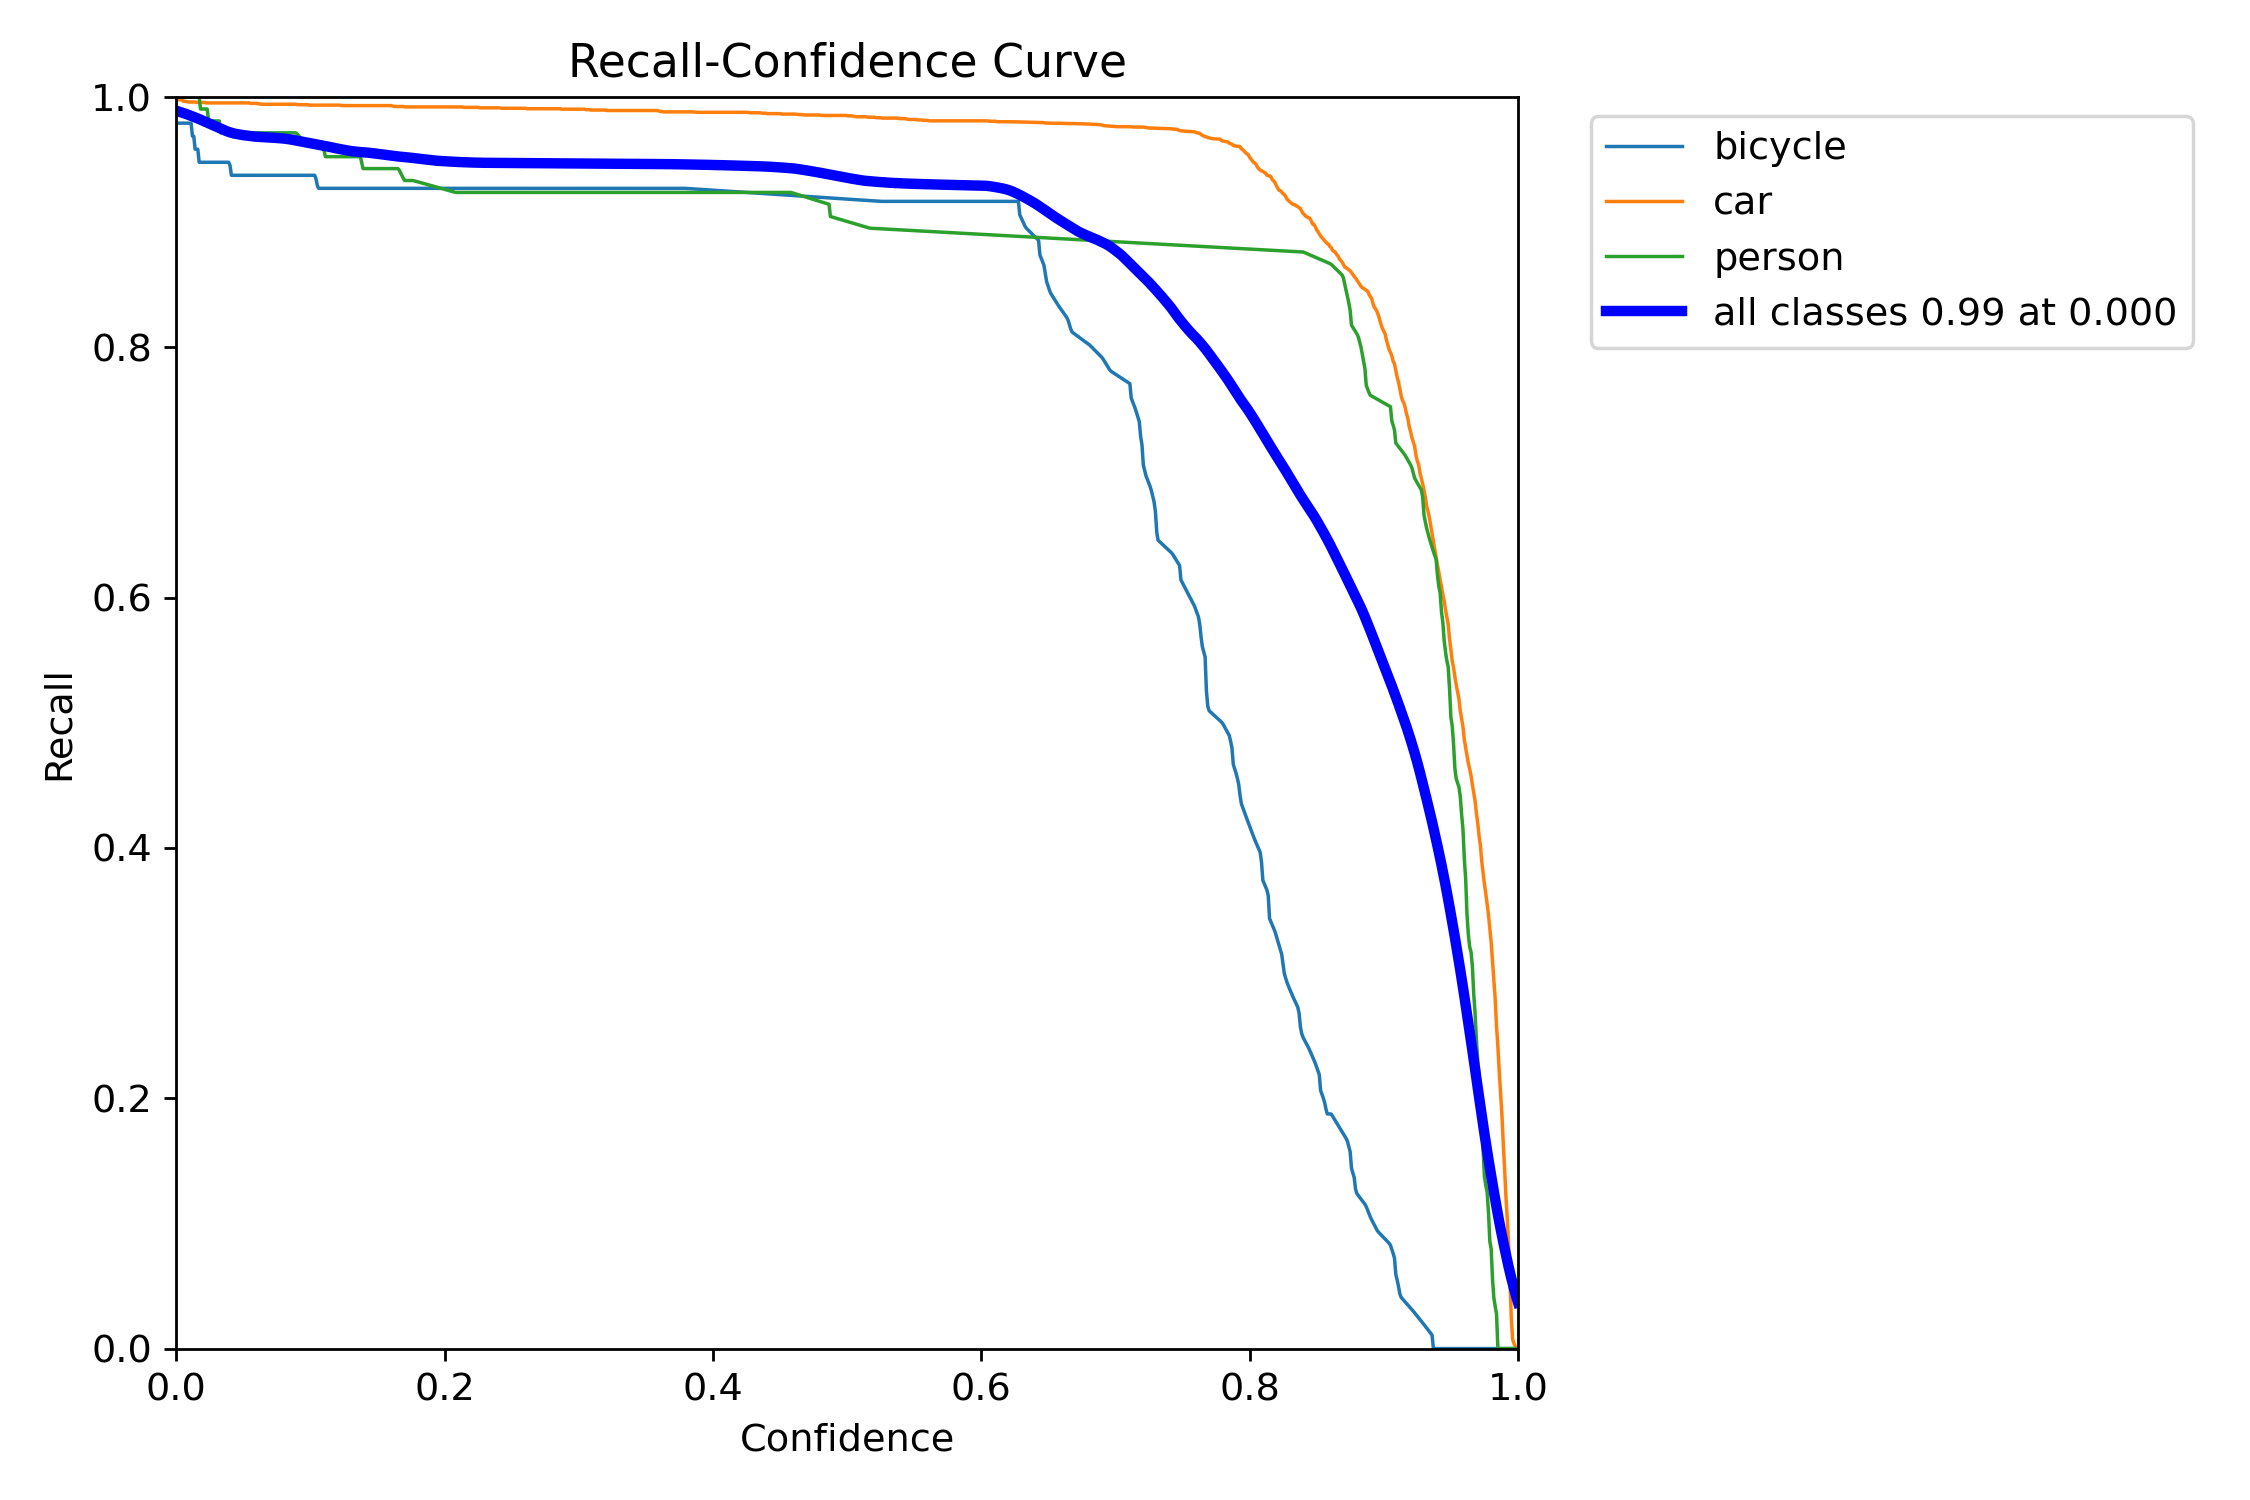 Recall-Confidence Curve
1.0
0.8
0.6
0.4
0.2
0.0
Recall
0.0 0.2 0.4 0.6 0.8 1.0
Confidence
bicycle
car
person
all classes 0.99 at 0.000